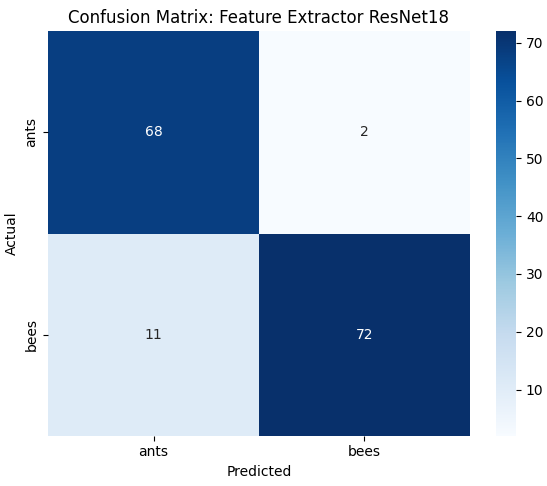 Confusion Matrix: Feature Extractor ResNet18
Actual
ants
68
2
bees
11
72
ants
bees
Predicted
70
60
50
40
30
20
10